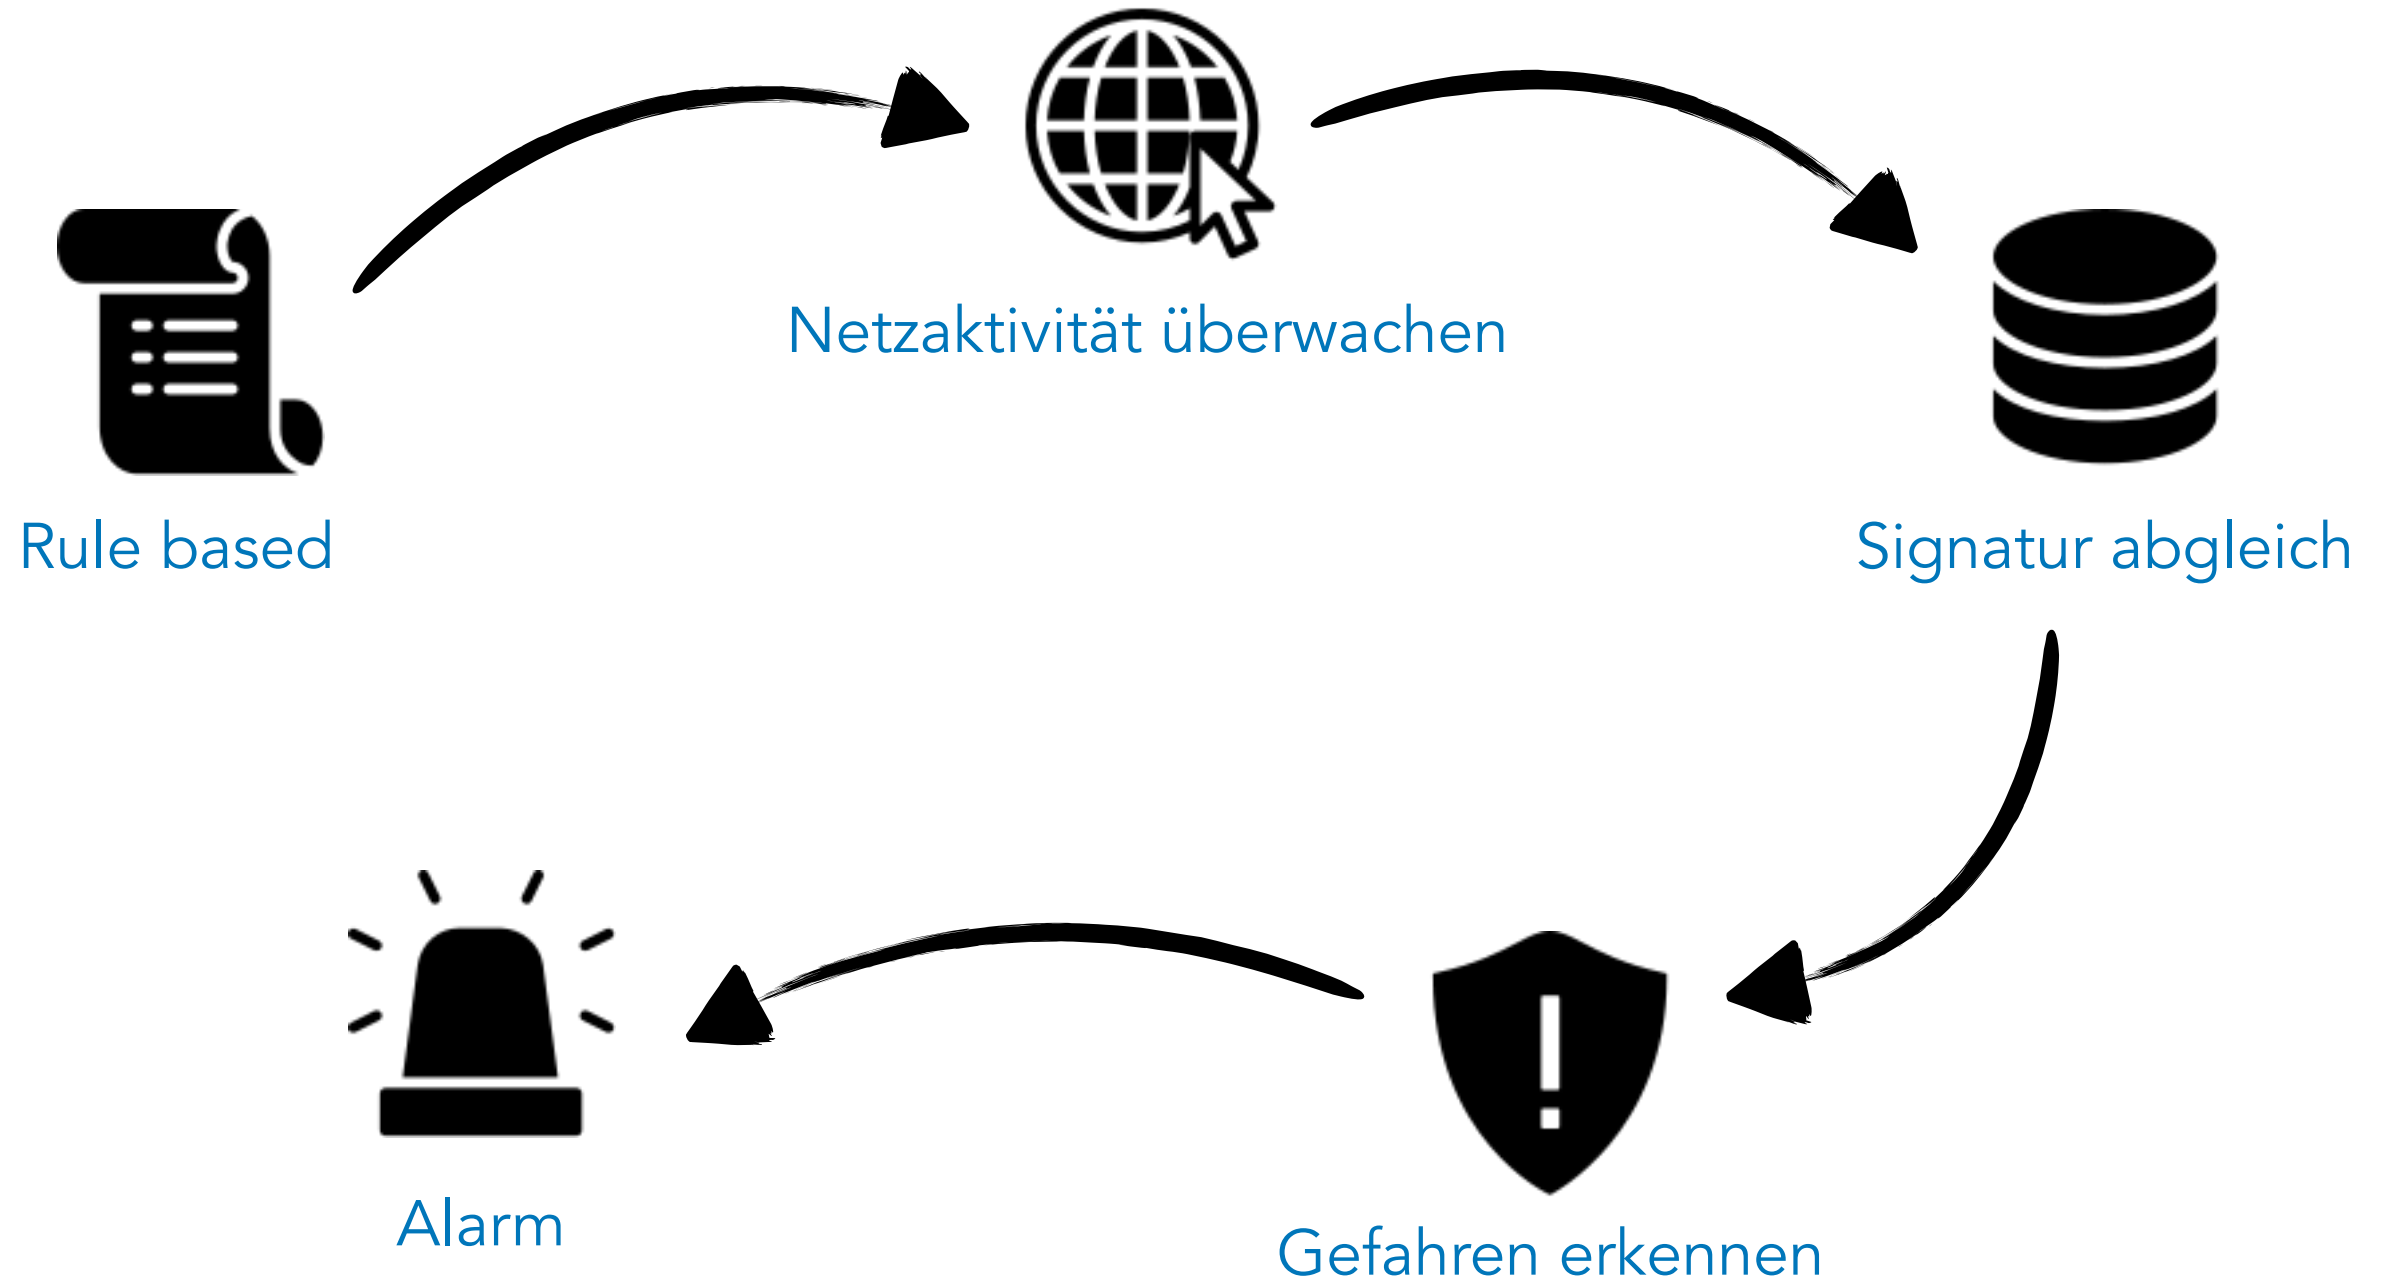 Netzaktivität überwachen
Rule based
Signatur abgleich
Alarm
Gefahren erkennen